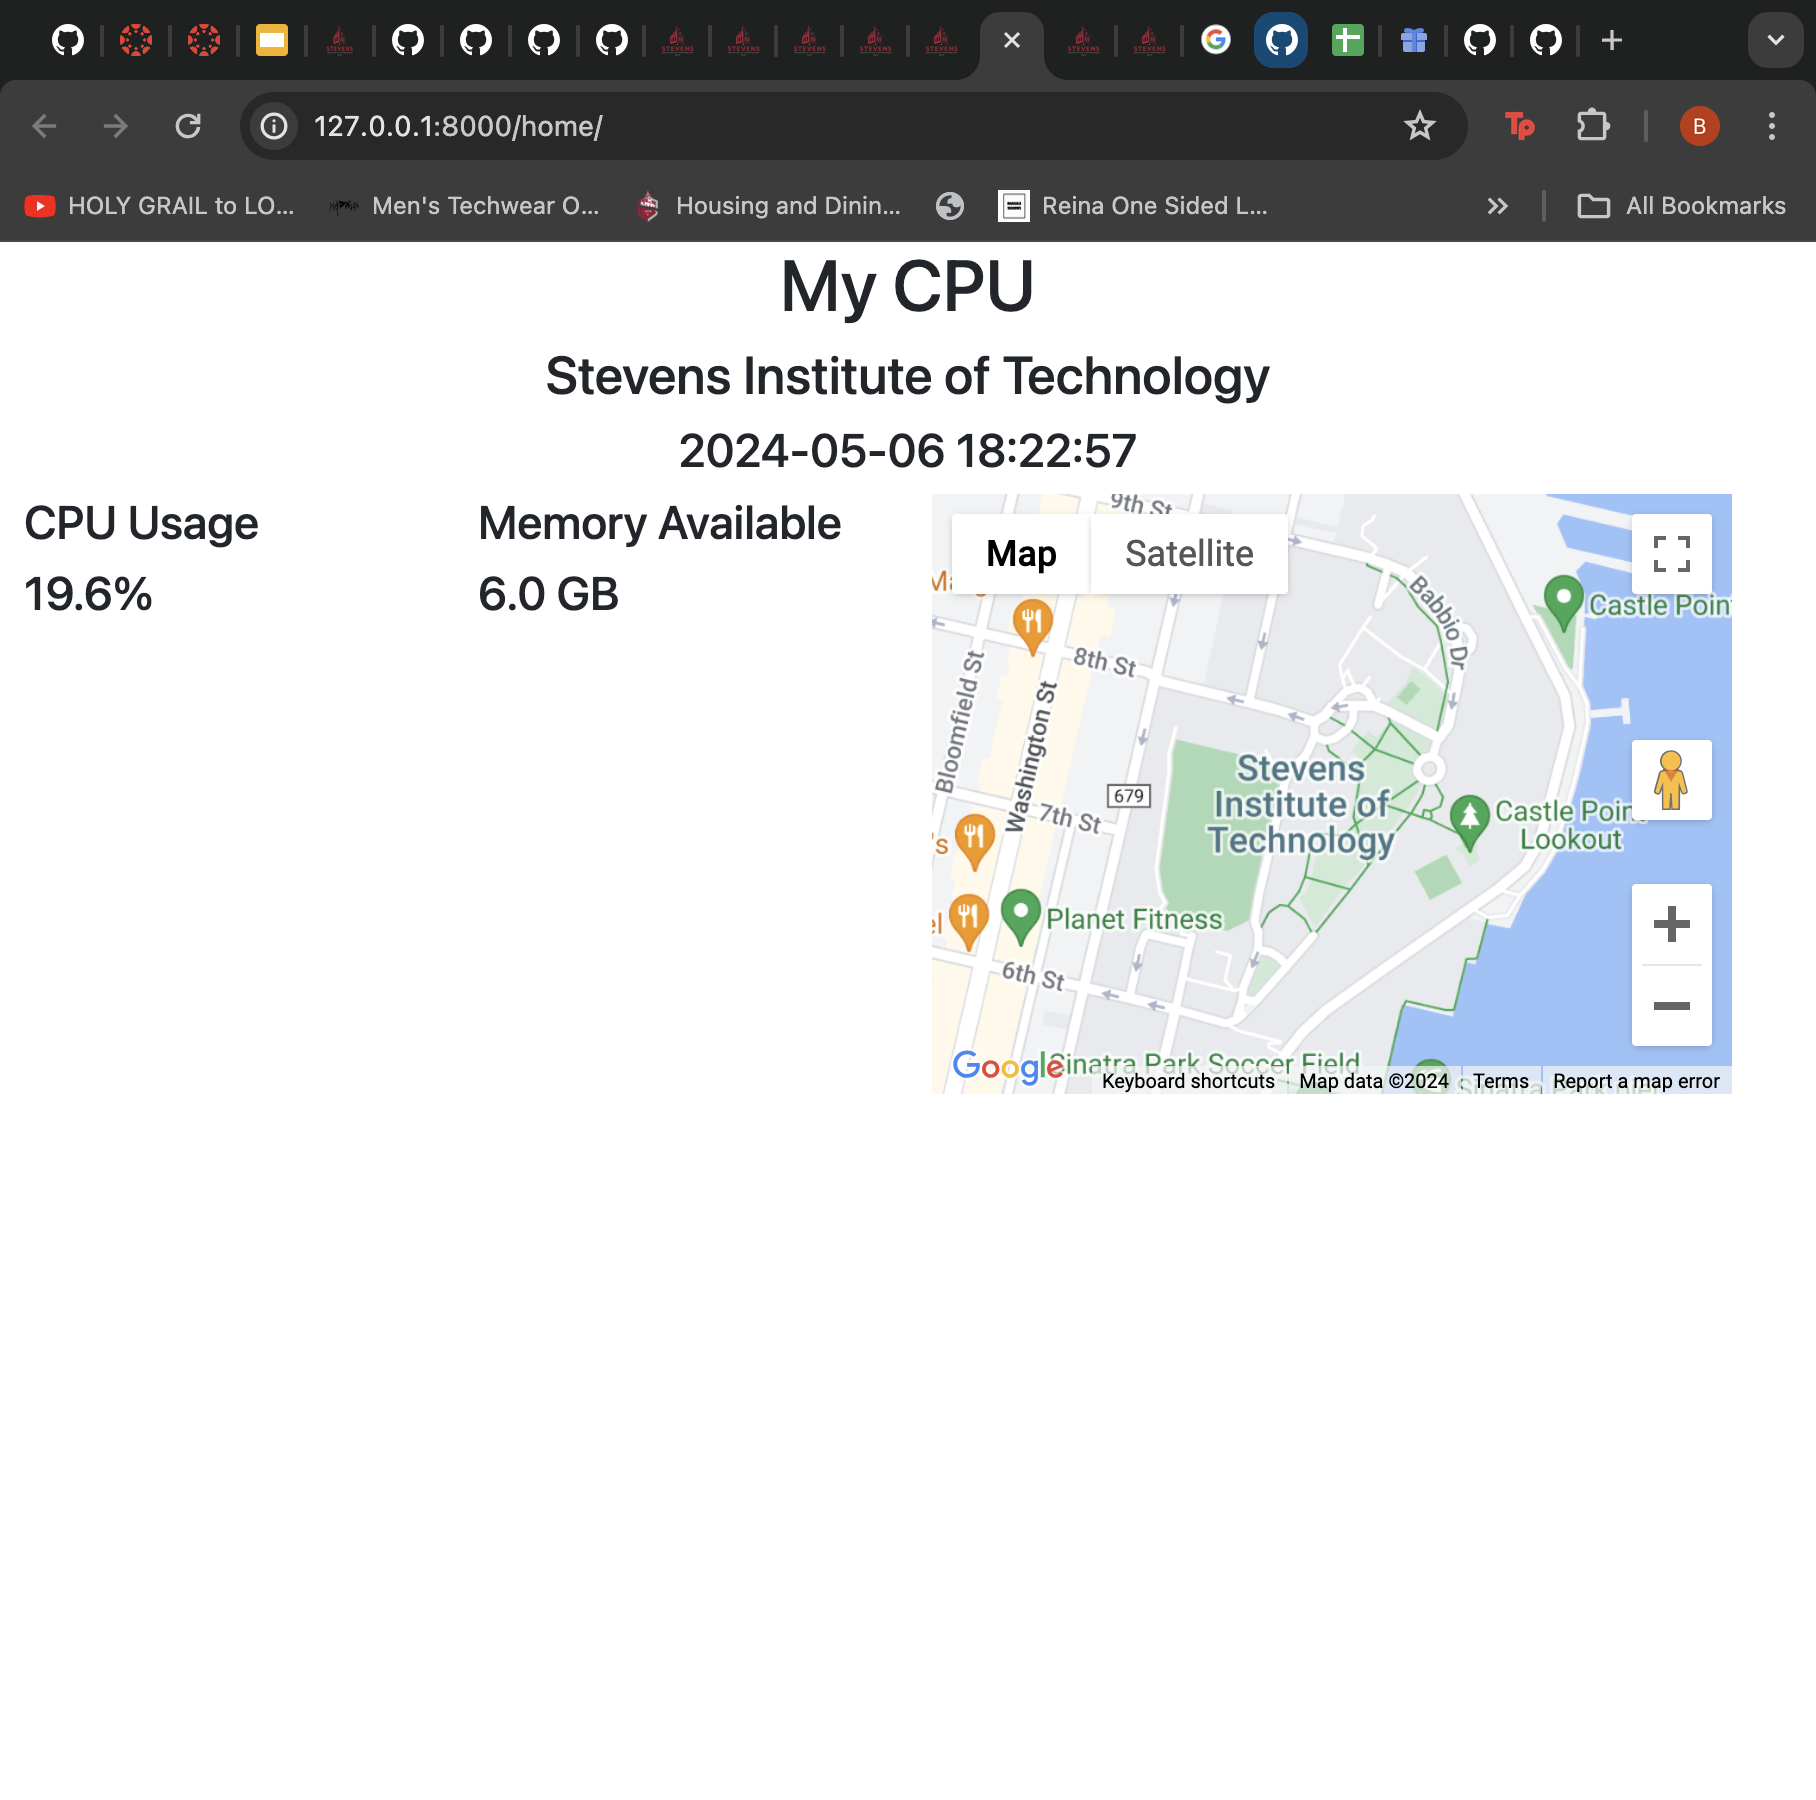 127.0.0.1:8000/home/
B
HOLY GRAIL to LO...
Men's Techwear O...
Housing and Dinin...
Reina One Sided L...
All Bookmarks
My CPU
Stevens Institute of Technology
2024-05-06 18:22:57
CPU Usage
Memory Available
19.6%
6.0 GB
Map
Satellite
9th St
Babbio Dr
Castle Point
8th St
Bloomfield St
Washington St
Stevens
Institute of
Technology
679
7th St
Castle Point
Lookout
Planet Fitness
6th St
Google
Sinatra Park Soccer Field
Keyboard shortcuts
Map data ©2024
Terms
Report a map error